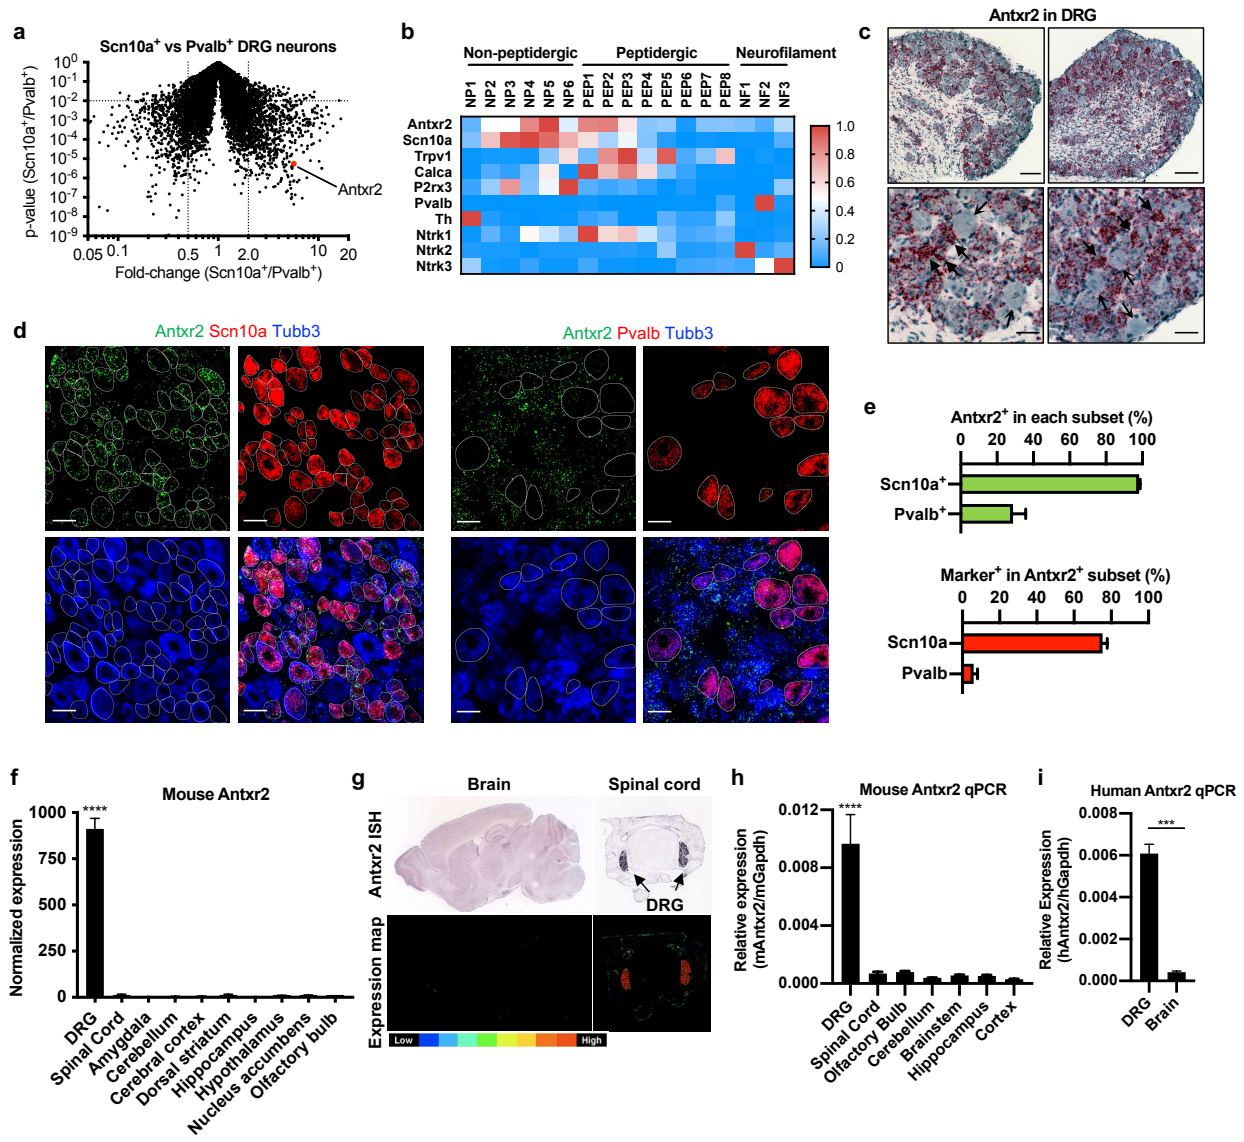 a
Scn10a⁺ vs Pvalb⁺ DRG neurons
p-value (Scn10a⁺/Pvalb⁺)
10⁰
10⁻¹
10⁻²
10⁻³
10⁻⁴
10⁻⁵
10⁻⁶
10⁻⁷
10⁻⁸
10⁻⁹
Antxr2
0.05 0.1 0.5 1 2.0 10 20
Fold-change (Scn10a⁺/Pvalb⁺)
b
Non-peptidergic Peptidergic Neurofilament
NP1 NP2 NP3 NP4 NP5 NP6 PEP1 PEP2 PEP3 PEP4 PEP5 PEP6 PEP7 PEP8 NF1 NF2 NF3
Antxr2
Scn10a
Trpv1
Calca
P2rx3
Pvalb
Th
Ntrk1
Ntrk2
Ntrk3
1.0
0.8
0.6
0.4
0.2
0
c
Antxr2 in DRG
d
Antxr2 Scn10a Tubb3
Antxr2 Pvalb Tubb3
e
Antxr2⁺ in each subset (%)
0 20 40 60 80 100
Scn10a⁺
Pvalb⁺
Marker⁺ in Antxr2⁺ subset (%)
0 20 40 60 80 100
Scn10a
Pvalb
f
Mouse Antxr2
Normalized expression
1000
750
500
250
0
****
DRG
Spinal Cord
Amygdala
Cerebellum
Cerebral cortex
Dorsal striatum
Hippocampus
Hypothalamus
Nucleus accumbens
Olfactory bulb
g
Brain Spinal cord
Antxr2 ISH
DRG
Expression map
Low High
h
Mouse Antxr2 qPCR
Relative expression
(mAntxr2/mGapdh)
0.012
0.008
0.004
0.000
****
DRG
Spinal Cord
Olfactory Bulb
Cerebellum
Brainstem
Hippocampus
Cortex
i
Human Antxr2 qPCR
Relative Expression
(hAntxr2/hGapdh)
0.008
0.006
0.004
0.002
0.000
***
DRG
Brain